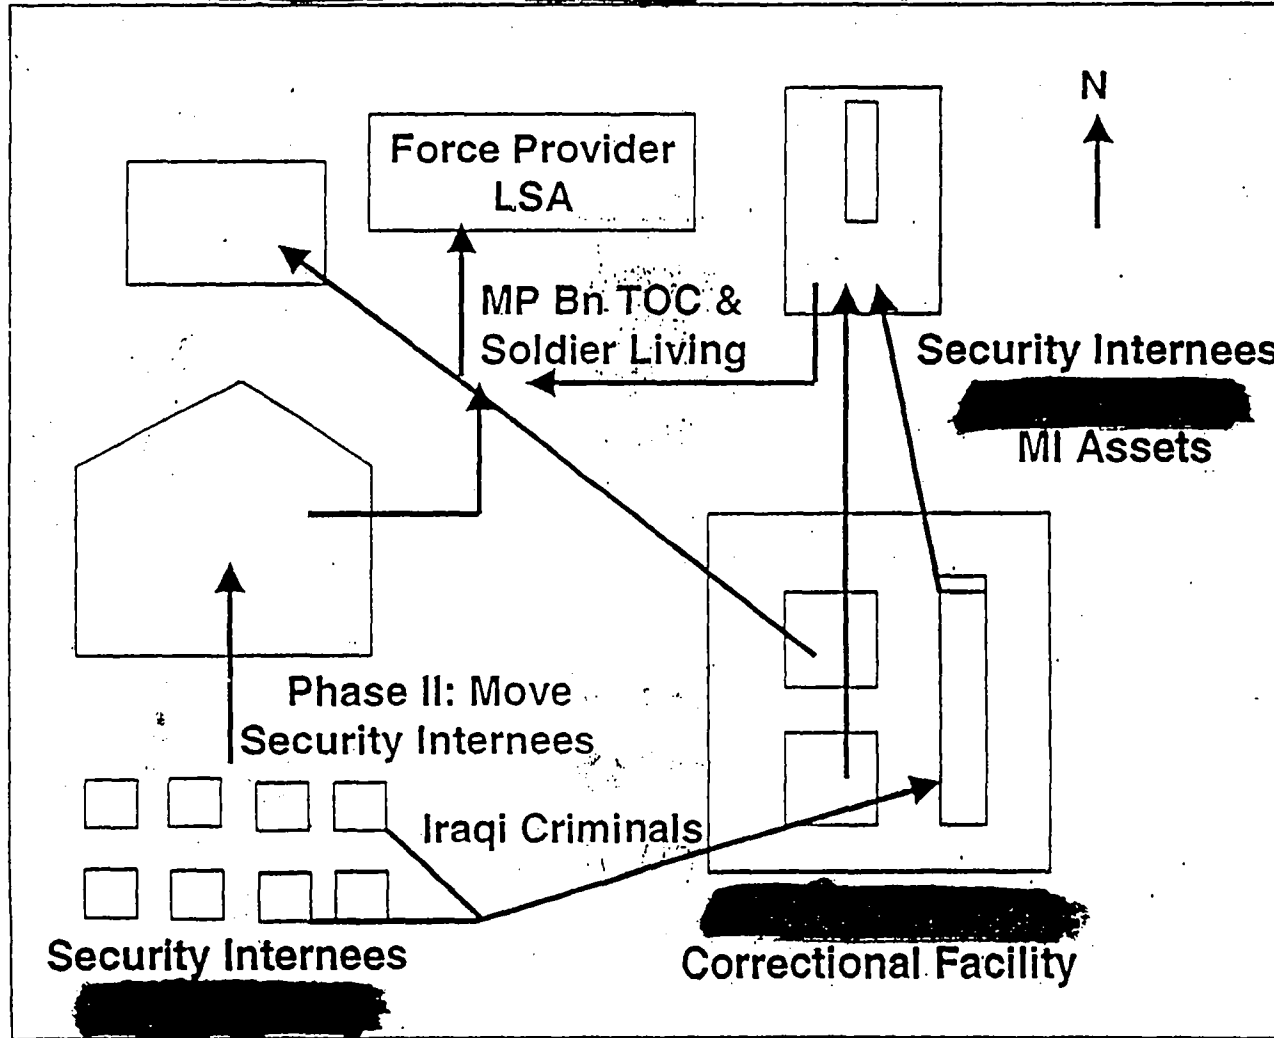 N
Force Provider
LSA
MP Bn TOC &
Soldier Living
Security Internees
MI Assets
Phase II: Move
Security Internees
Iraqi Criminals
Security Internees
Correctional Facility